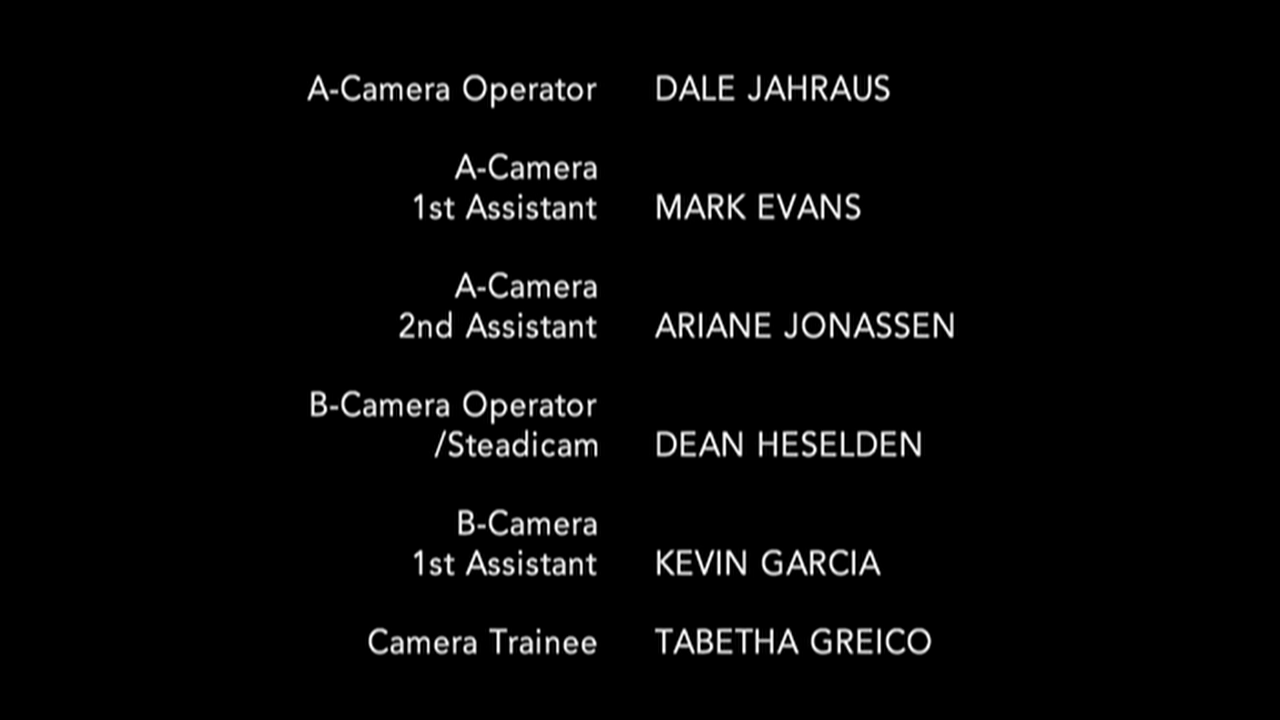 A-Camera Operator DALE JAHRAUS
A-Camera
1st Assistant MARK EVANS
A-Camera
2nd Assistant ARIANE JONASSEN
B-Camera Operator
/Steadicam DEAN HESELDEN
B-Camera
1st Assistant KEVIN GARCIA
Camera Trainee TABETHA GREICO